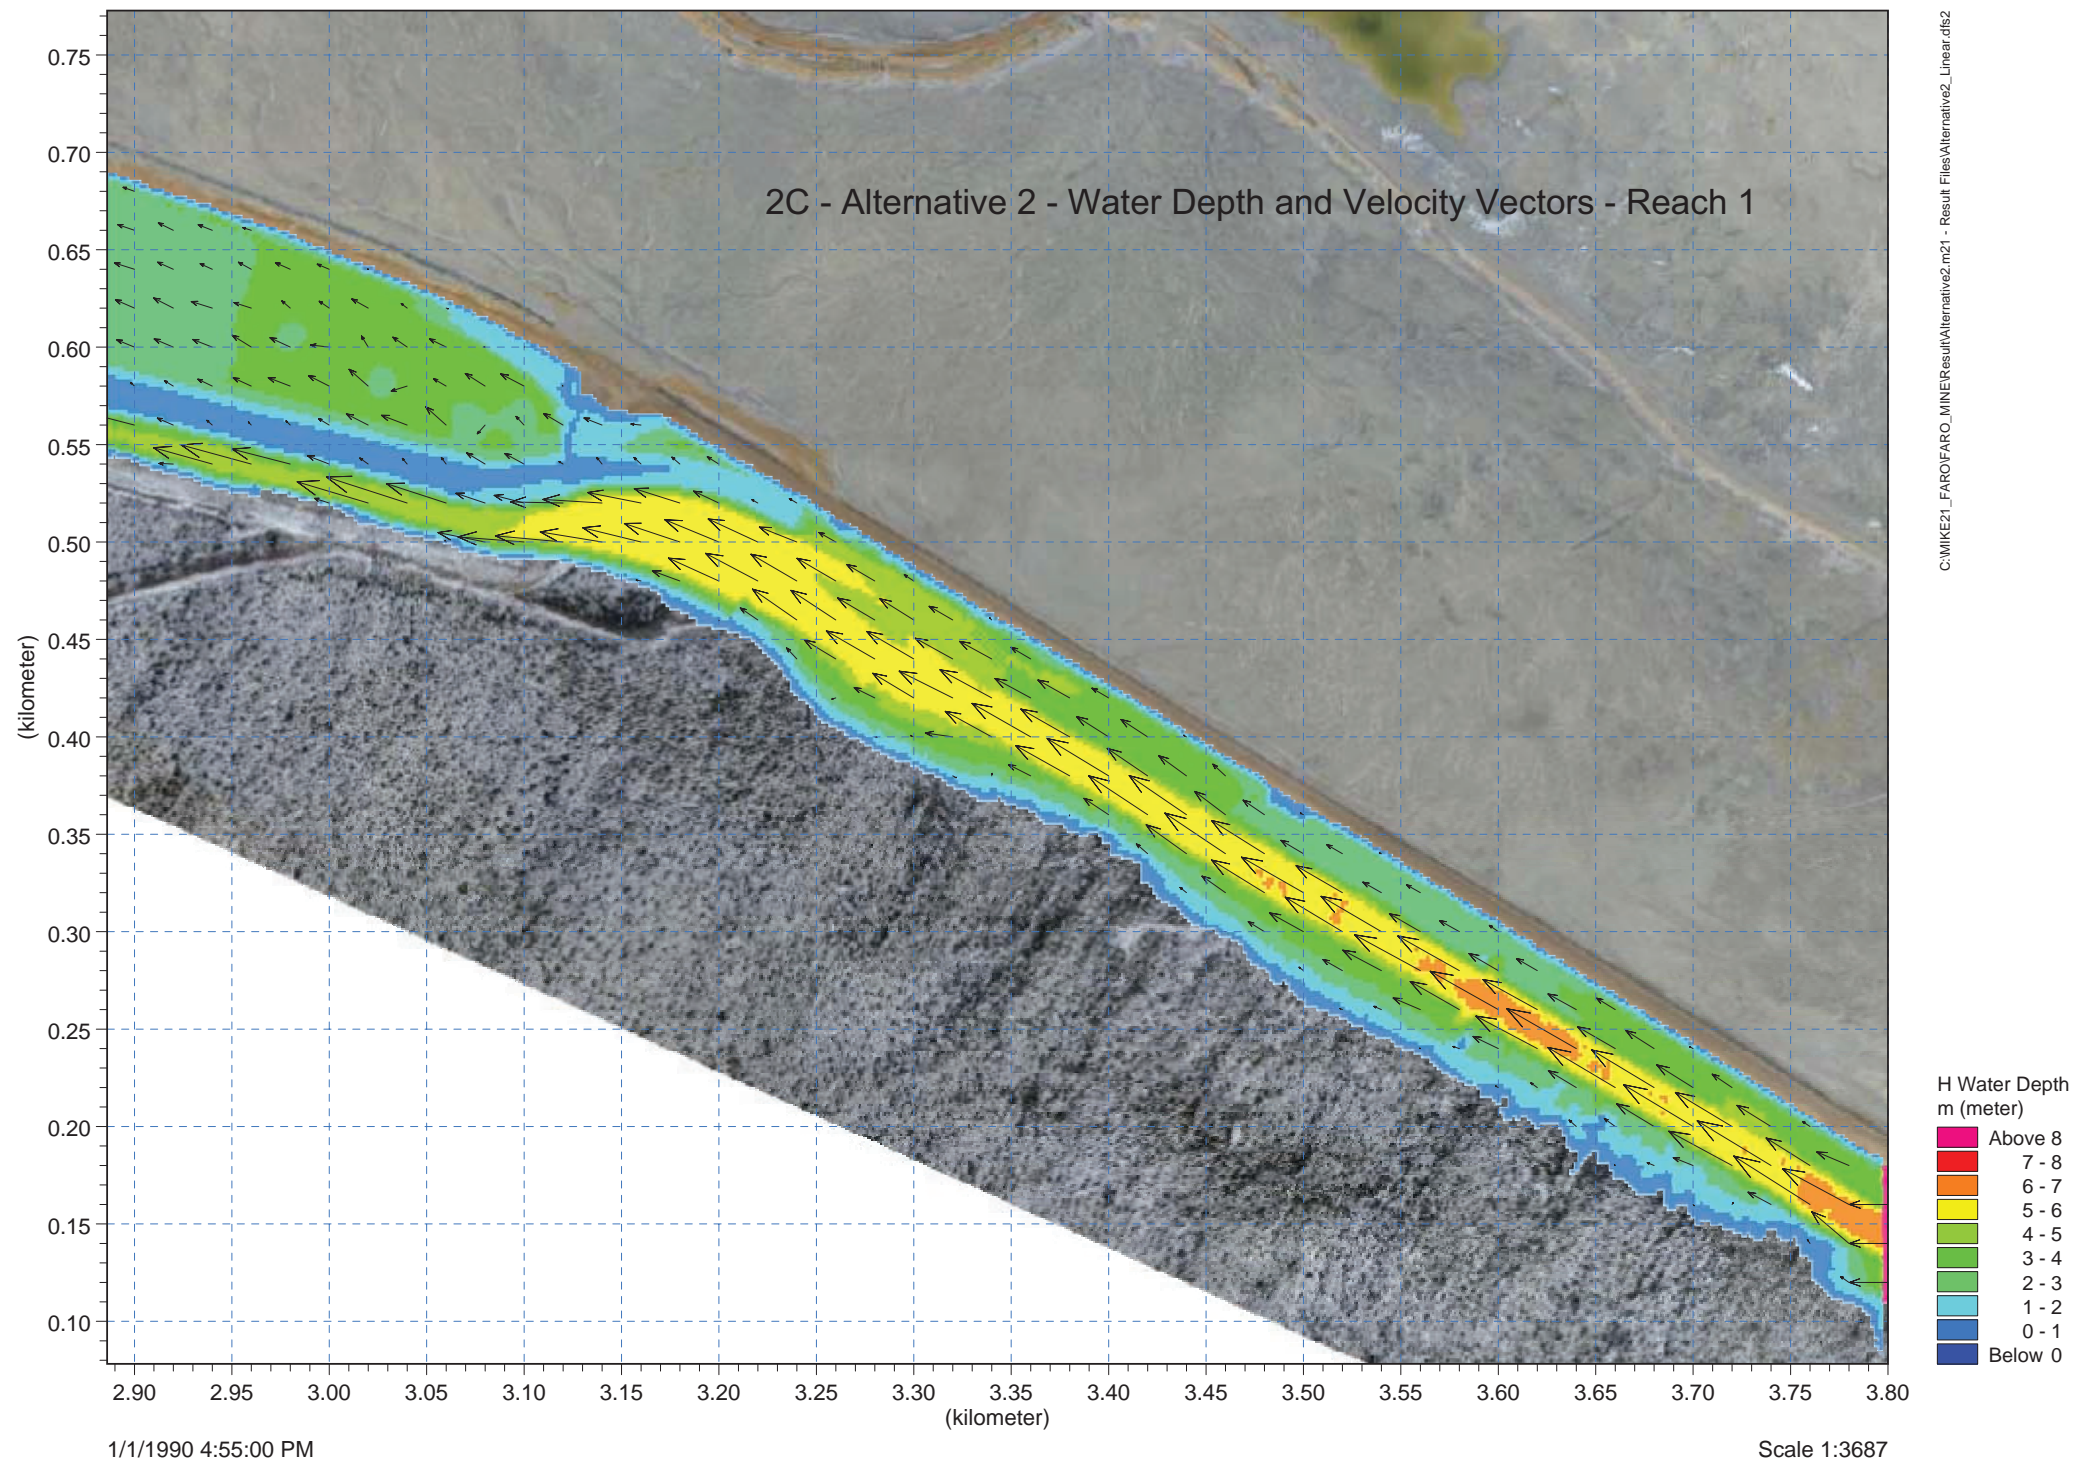 2C - Alternative 2 - Water Depth and Velocity Vectors - Reach 1
C:\MIKE21_FARO\FARO_MINE\Result\Alternative2.m21 - Result Files\Alternative2_Linear.dfs2
0.75
0.70
0.65
0.60
0.55
0.50
0.45
0.40
0.35
0.30
0.25
0.20
0.15
0.10
(kilometer)
2.90 2.95 3.00 3.05 3.10 3.15 3.20 3.25 3.30 3.35 3.40 3.45 3.50 3.55 3.60 3.65 3.70 3.75 3.80
(kilometer)
H Water Depth
m (meter)
Above 8
7 - 8
6 - 7
5 - 6
4 - 5
3 - 4
2 - 3
1 - 2
0 - 1
Below 0
1/1/1990 4:55:00 PM
Scale 1:3687